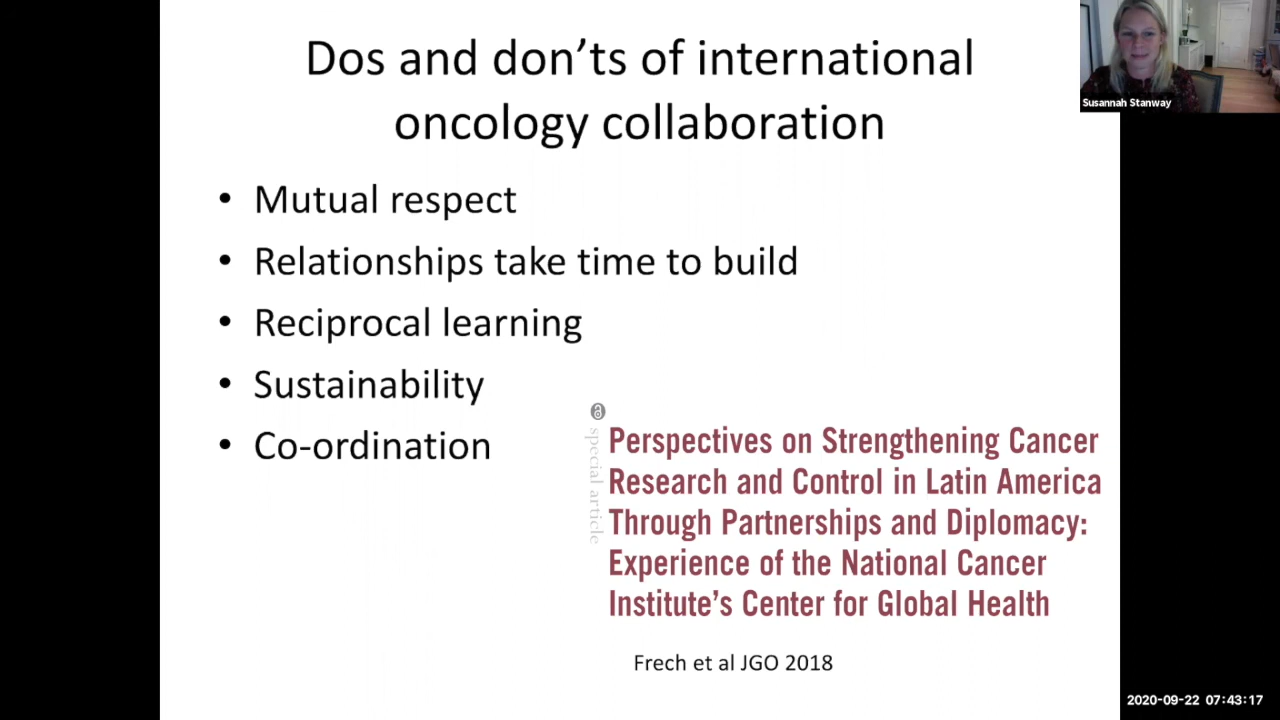 Dos and don’ts of international
oncology collaboration
Susannah Stanway
• Mutual respect
• Relationships take time to build
• Reciprocal learning
• Sustainability
• Co-ordination
special article
Perspectives on Strengthening Cancer
Research and Control in Latin America
Through Partnerships and Diplomacy:
Experience of the National Cancer
Institute’s Center for Global Health
Frech et al JGO 2018
2020-09-22 07:43:17